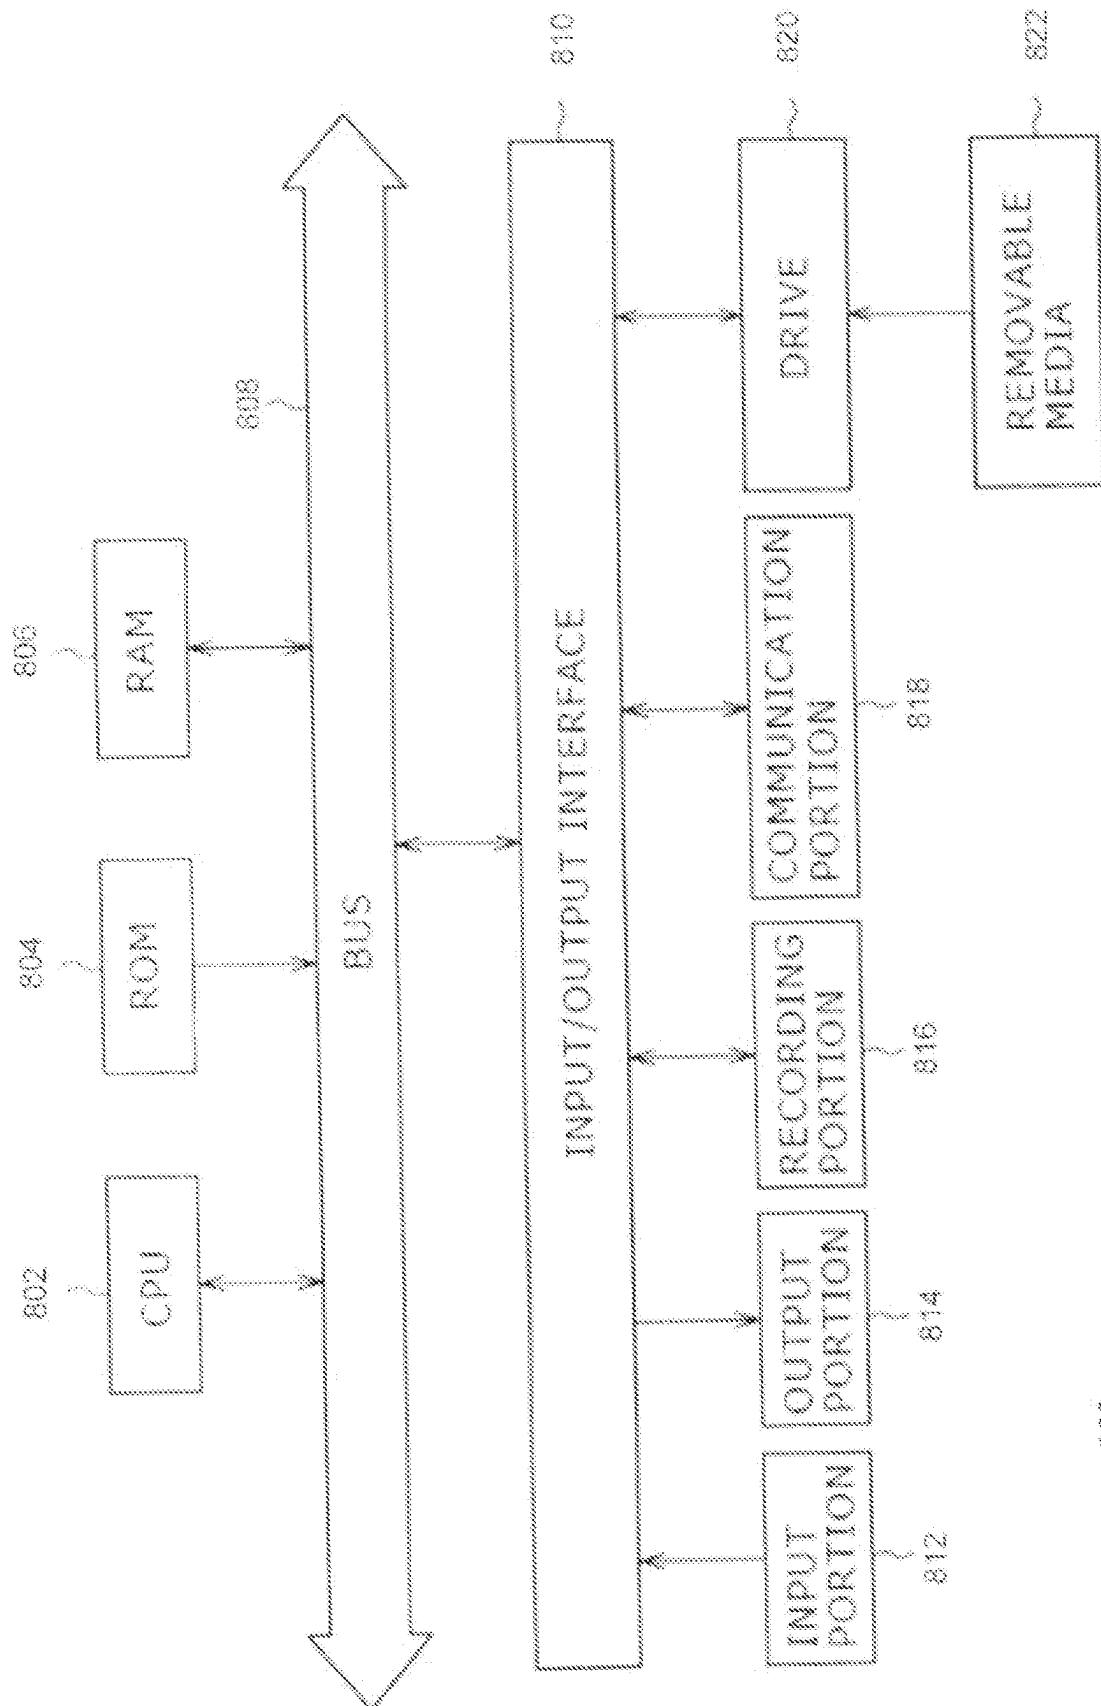 802
804
806
CPU
ROM
RAM
808
BUS
810
INPUT/OUTPUT INTERFACE
820
INPUT
PORTION
OUTPUT
PORTION
RECORDING
PORTION
COMMUNICATION
PORTION
DRIVE
812
814
816
818
822
REMOVABLE
MEDIA